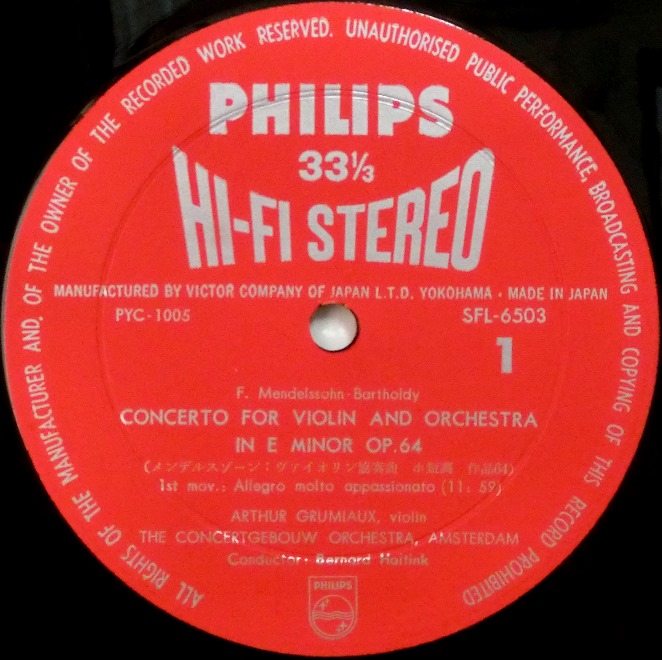 ALL RIGHTS OF THE MANUFACTURER AND. OF THE OWNER OF THE RECORDED WORK RESERVED. UNAUTHORISED PUBLIC PERFORMANCE, BROADCASTING AND COPYING OF THIS RECORD PROHIBITED
PHILIPS
33⅓
HI-FI STEREO
MANUFACTURED BY VICTOR COMPANY OF JAPAN L.T.D. YOKOHAMA · MADE IN JAPAN
PYC-1005 SFL-6503
1
F. Mendelssohn-Bartholdy
CONCERTO FOR VIOLIN AND ORCHESTRA
IN E MINOR OP.64
(メンデルスゾーン：ヴァイオリン協奏曲 ホ短調 作品64)
1st mov.: Allegro molto appassionato (11: 59)
ARTHUR GRUMIAUX, violin
THE CONCERTGEBOUW ORCHESTRA, AMSTERDAM
Conductor: Bernard Haitink
PHILIPS